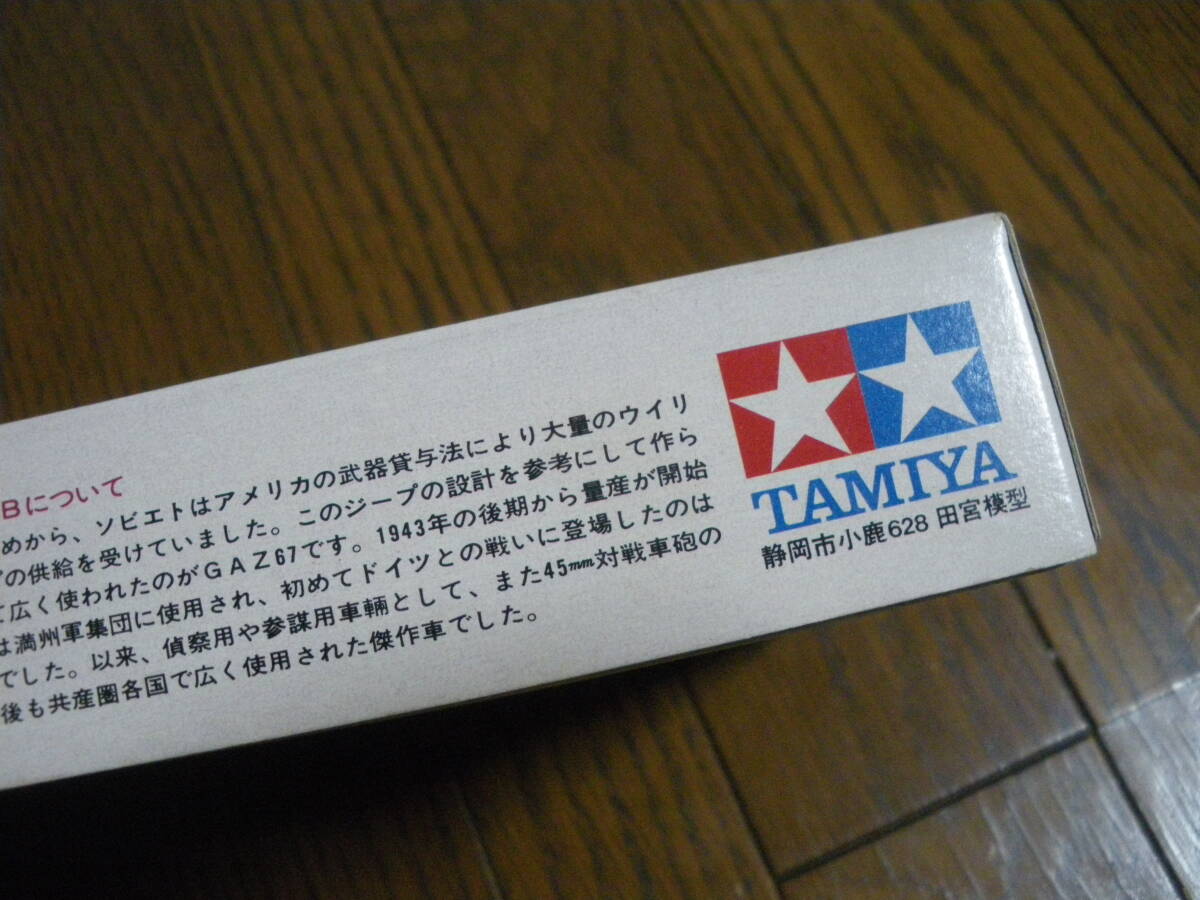 Bについて
めから、ソビエトはアメリカの武器貸与法により大量のウイリ
の供給を受けていました。このジープの設計を参考にして作ら
て広く使われたのがGAZ67です。1943年の後期から量産が開始
は満州軍集団に使用され、初めてドイツとの戦いに登場したのは
でした。以来、偵察用や参謀用車輛として、また45mm対戦車砲の
後も共産圏各国で広く使用された傑作車でした。
TAMIYA
静岡市小鹿628 田宮模型